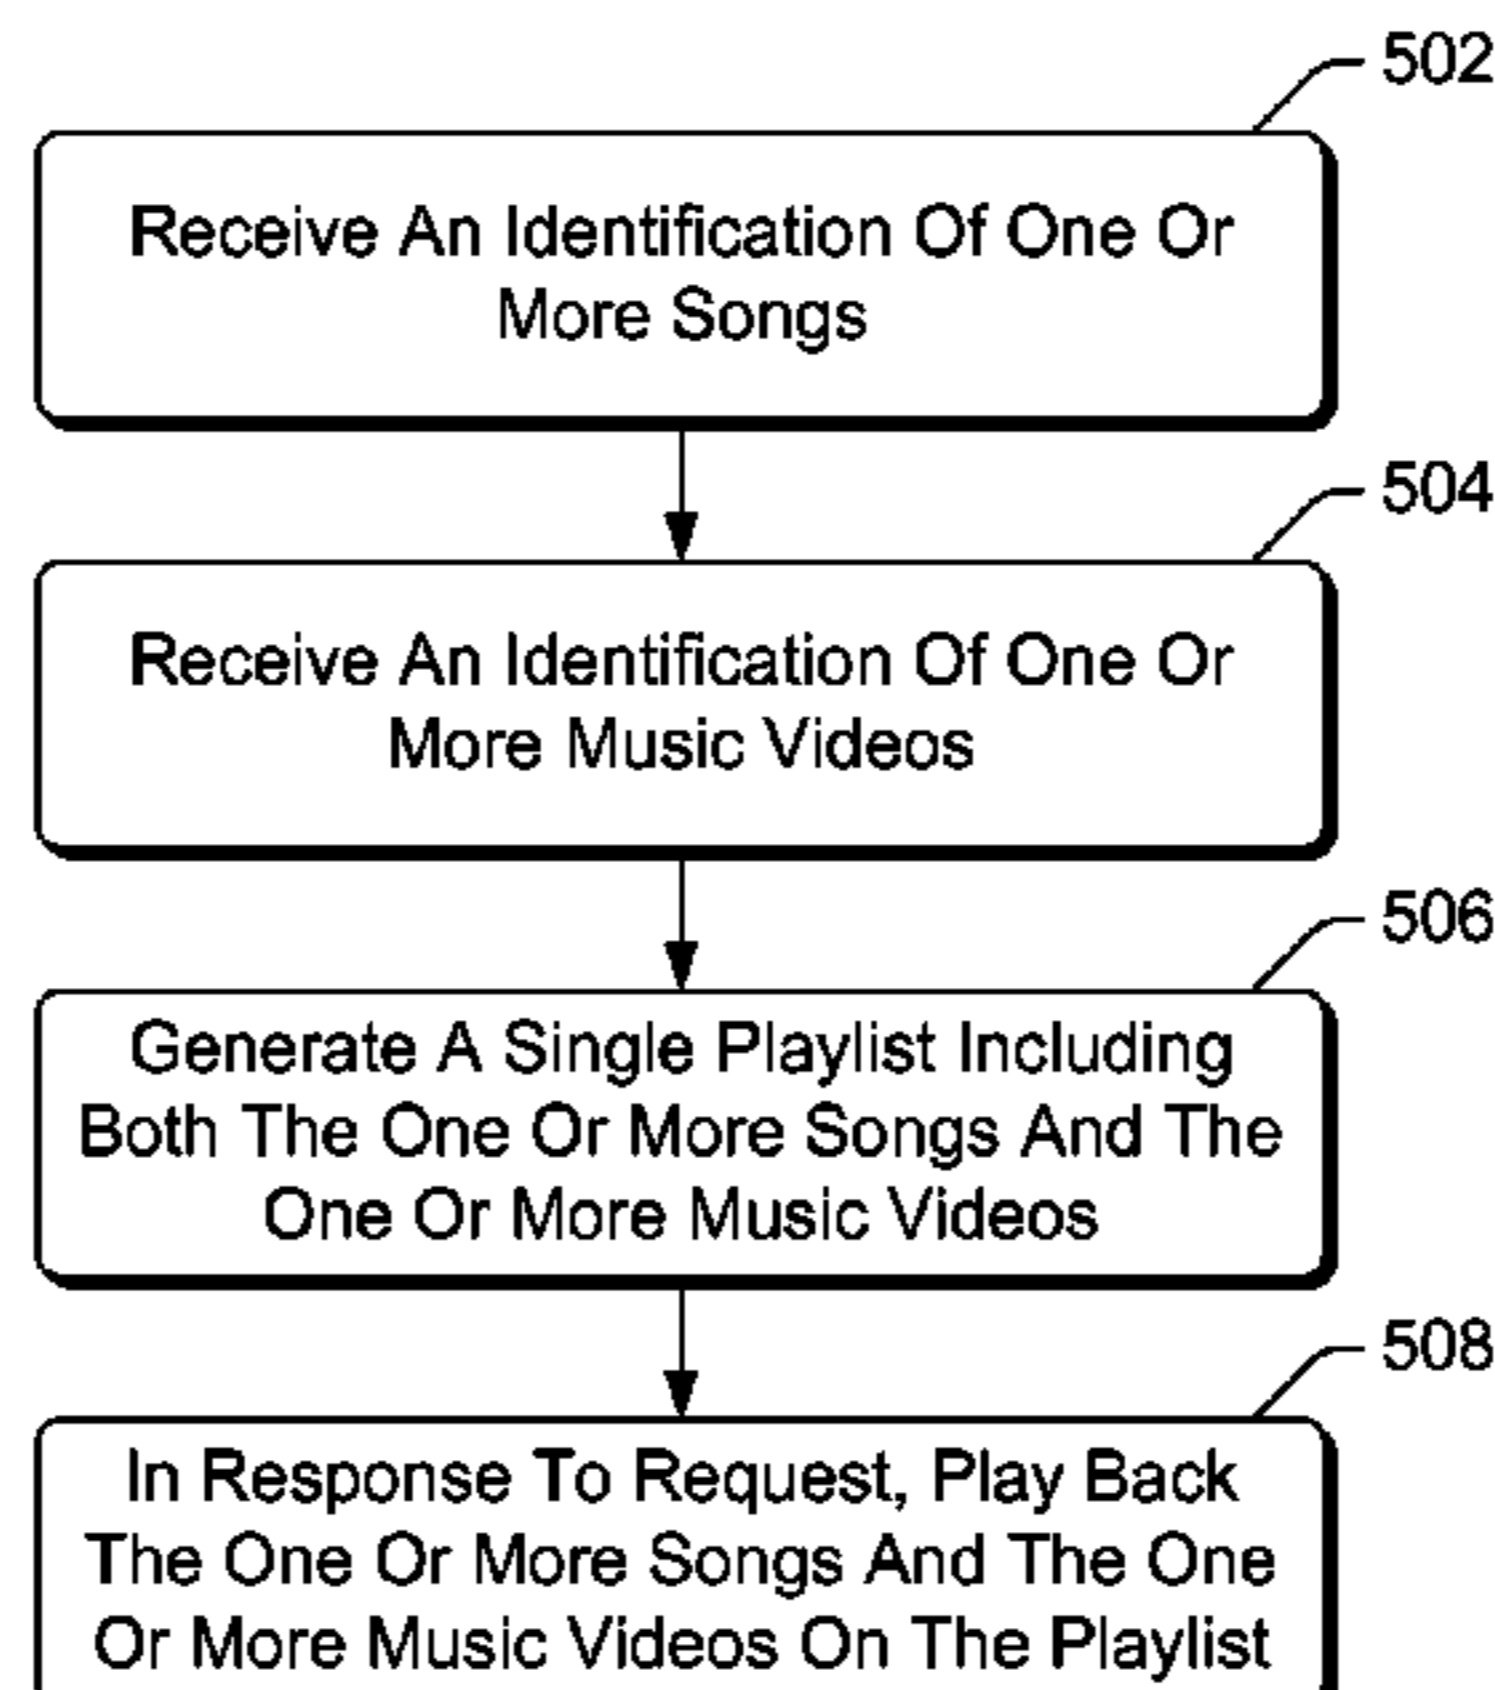 502
Receive An Identification Of One Or
More Songs
504
Receive An Identification Of One Or
More Music Videos
506
Generate A Single Playlist Including
Both The One Or More Songs And The
One Or More Music Videos
508
In Response To Request, Play Back
The One Or More Songs And The One
Or More Music Videos On The Playlist